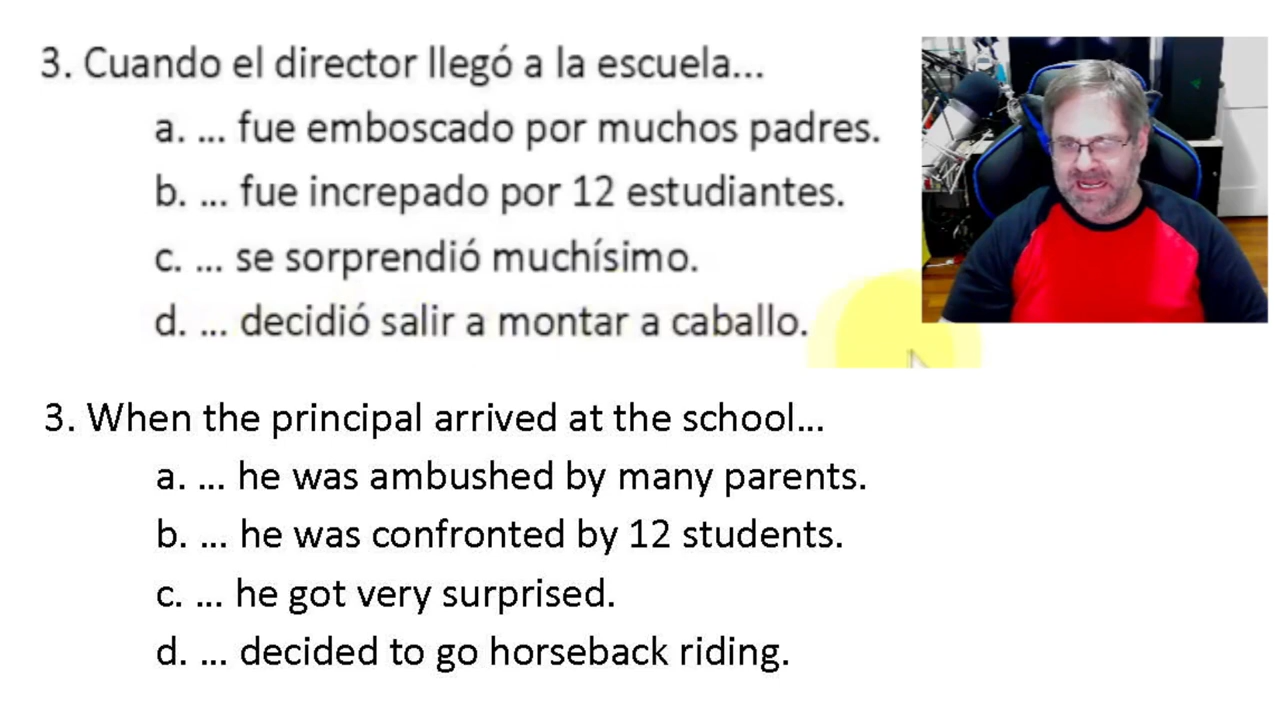 3. Cuando el director llegó a la escuela...
a. ... fue emboscado por muchos padres.
b. ... fue increpado por 12 estudiantes.
c. ... se sorprendió muchísimo.
d. ... decidió salir a montar a caballo.
3. When the principal arrived at the school...
a. ... he was ambushed by many parents.
b. ... he was confronted by 12 students.
c. ... he got very surprised.
d. ... decided to go horseback riding.